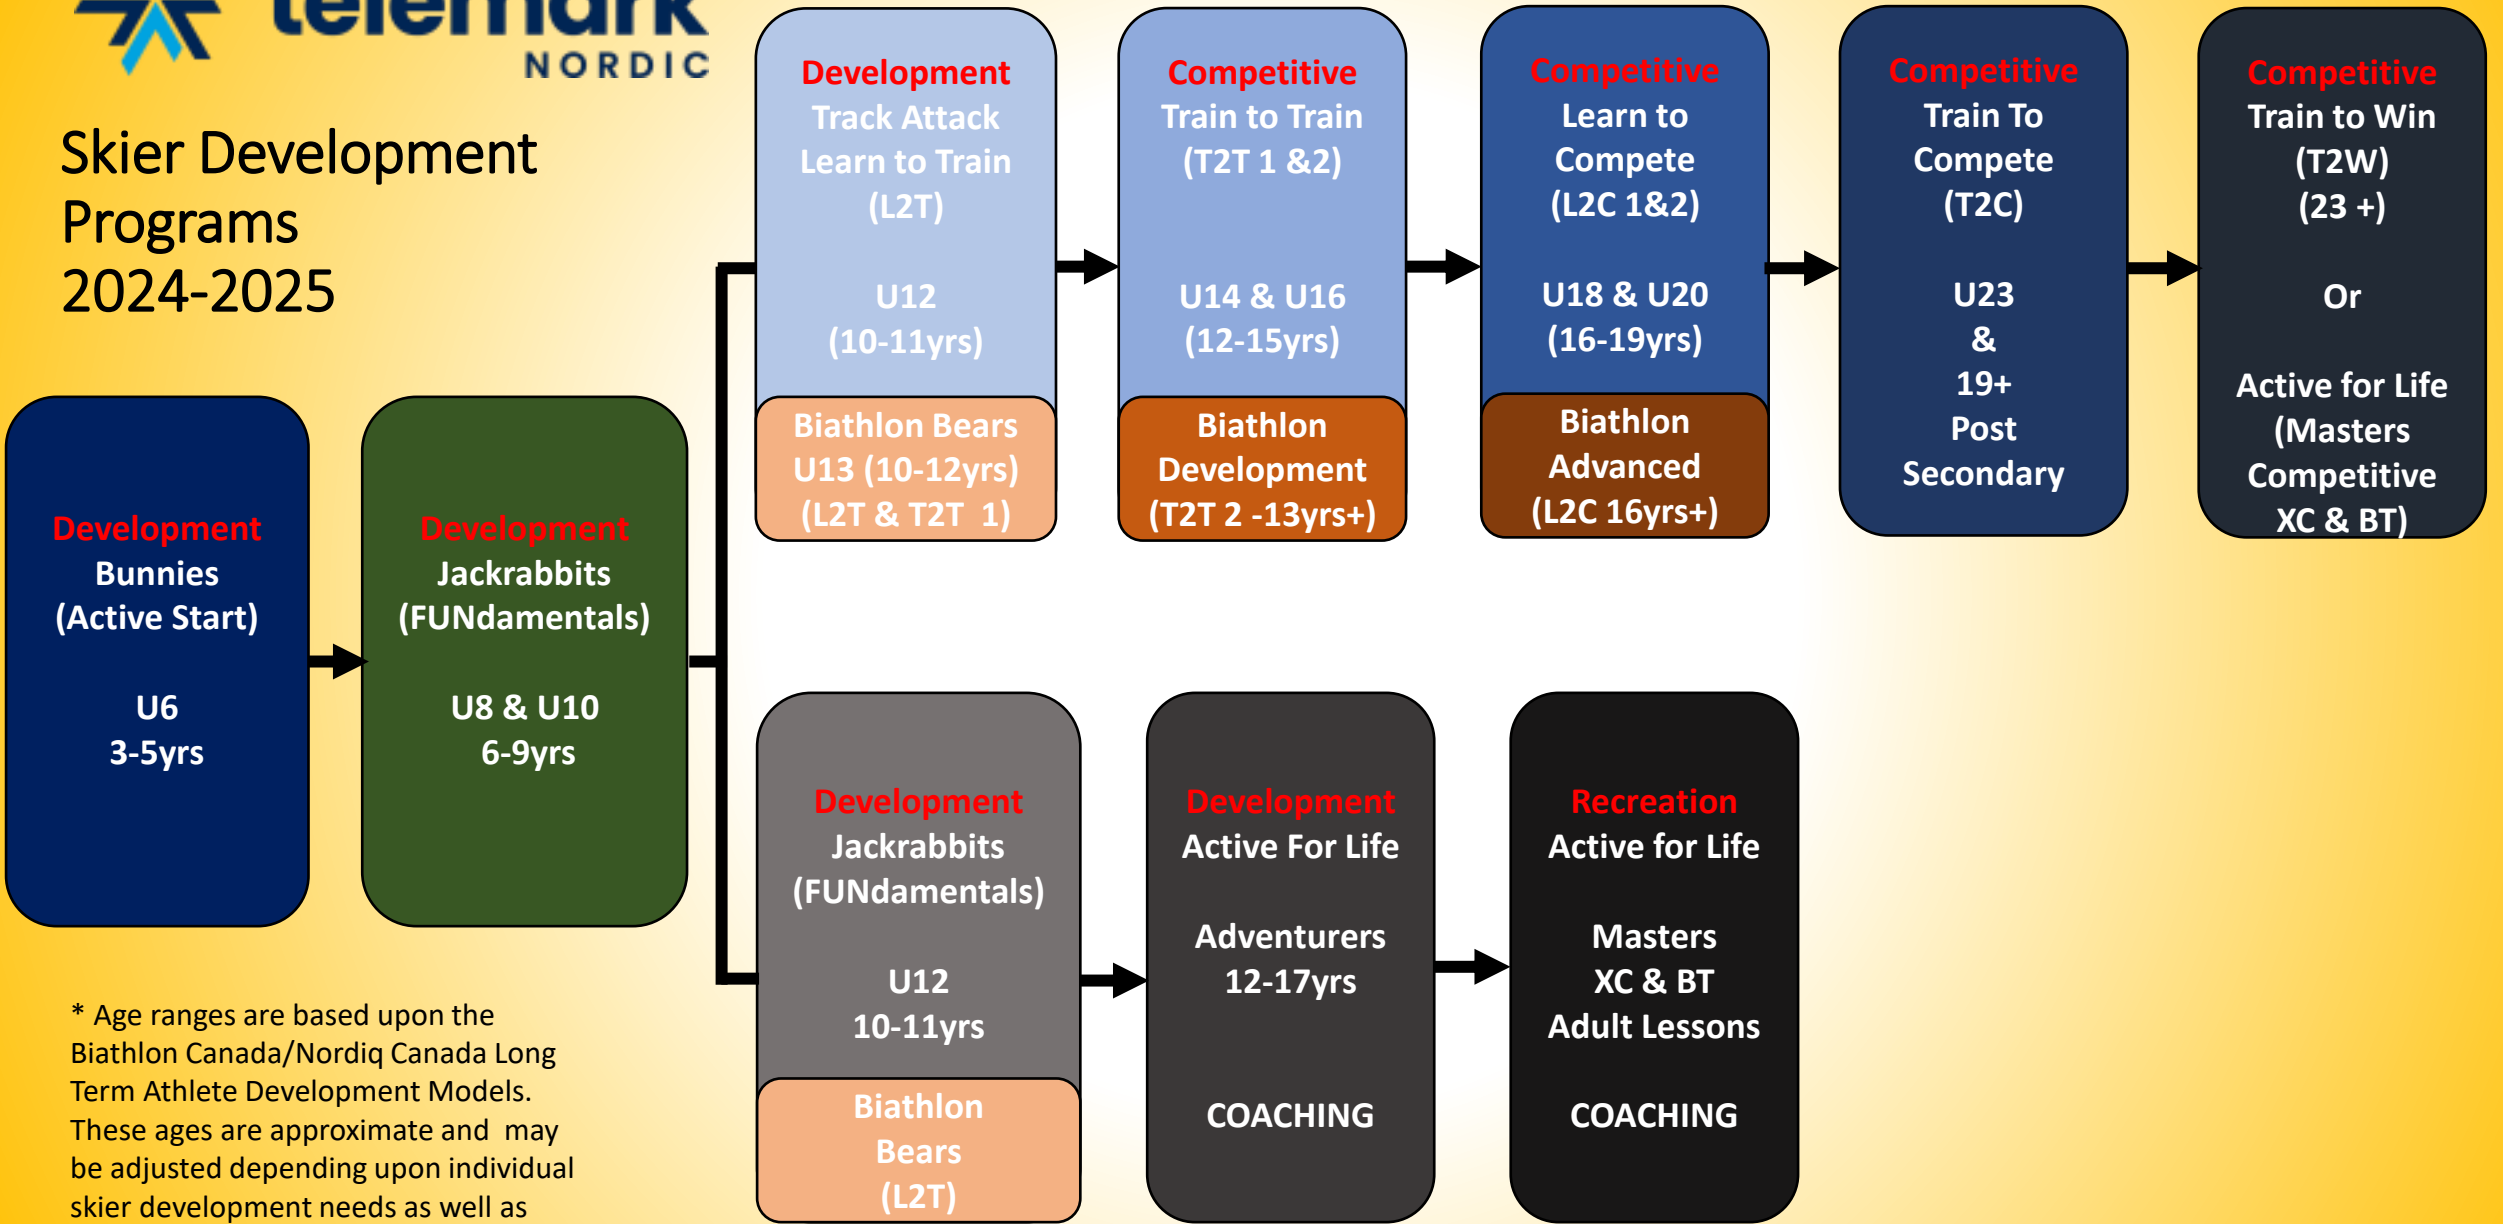 telemark
NORDIC
Skier Development
Programs
2024-2025
Development
Bunnies
(Active Start)
U6
3-5yrs
Development
Jackrabbits
(FUNdamentals)
U8 & U10
6-9yrs
Development
Track Attack
Learn to Train
(L2T)
U12
(10-11yrs)
Biathlon Bears
U13 (10-12yrs)
(L2T & T2T 1)
Competitive
Train to Train
(T2T 1 &2)
U14 & U16
(12-15yrs)
Biathlon
Development
(T2T 2 -13yrs+)
Competitive
Learn to
Compete
(L2C 1&2)
U18 & U20
(16-19yrs)
Biathlon
Advanced
(L2C 16yrs+)
Competitive
Train To
Compete
(T2C)
U23
&
19+
Post
Secondary
Competitive
Train to Win
(T2W)
(23 +)
Or
Active for Life
(Masters
Competitive
XC & BT)
Development
Jackrabbits
(FUNdamentals)
U12
10-11yrs
Biathlon
Bears
(L2T)
Development
Active For Life
Adventurers
12-17yrs
COACHING
Recreation
Active for Life
Masters
XC & BT
Adult Lessons
COACHING
* Age ranges are based upon the
Biathlon Canada/Nordiq Canada Long
Term Athlete Development Models.
These ages are approximate and may
be adjusted depending upon individual
skier development needs as well as